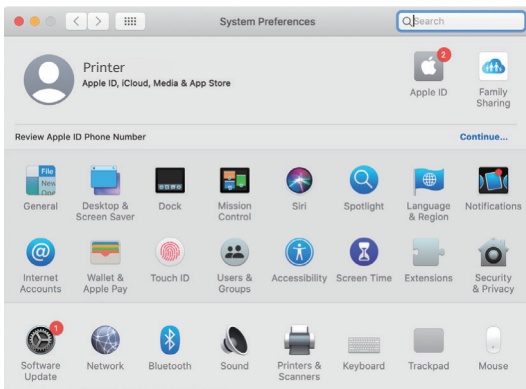 System Preferences
Search
Printer
Apple ID, iCloud, Media & App Store
2
Apple ID
Family
Sharing
Review Apple ID Phone Number
Continue...
File
New
General
Desktop &
Screen Saver
Dock
Mission
Control
Siri
Spotlight
Language
& Region
Notifications
Internet
Accounts
Wallet &
Apple Pay
Touch ID
Users &
Groups
Accessibility
Screen Time
Extensions
Security
& Privacy
1
Software
Update
Network
Bluetooth
Sound
Printers &
Scanners
Keyboard
Trackpad
Mouse